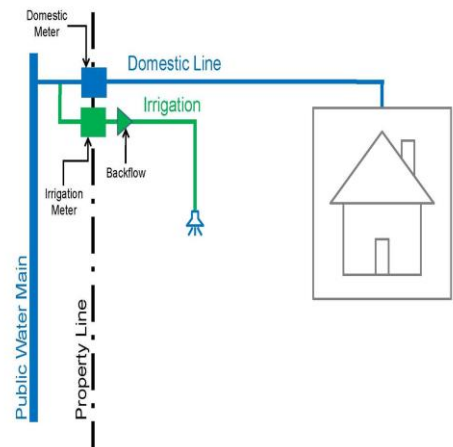 Domestic
Meter
Domestic Line
Irrigation
Backflow
Irrigation
Meter
Public Water Main
Property Line